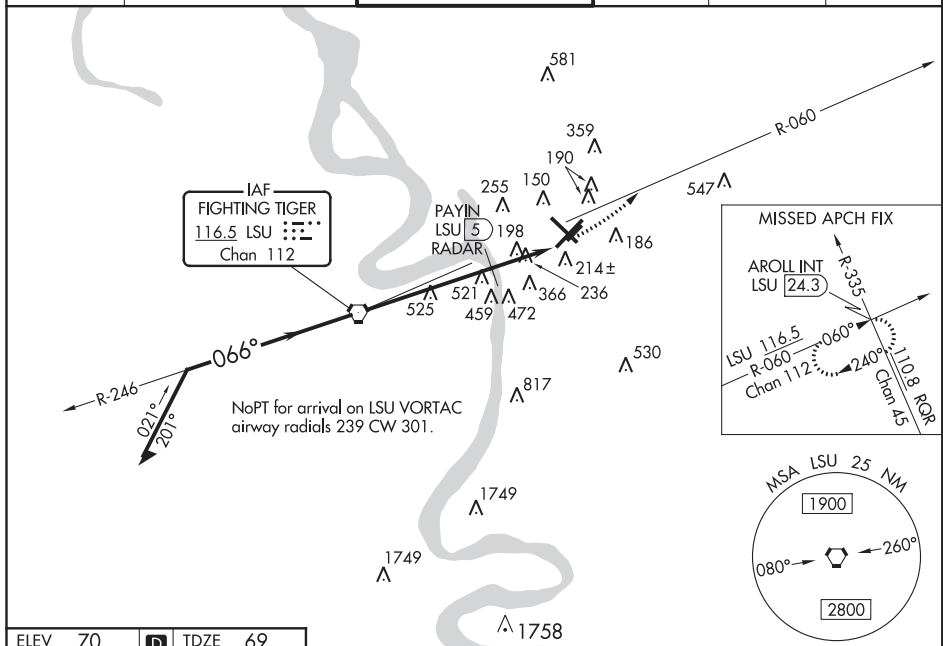 581
R-060
359
190
547
IAF
FIGHTING TIGER
116.5 LSU
Chan 112
255
150
PAYIN
LSU 5
RADAR
198
186
214±
236
366
521
525
459
472
066°
R-246
021°
201°
530
817
NoPT for arrival on LSU VORTAC
airway radials 239 CW 301.
MISSED APCH FIX
AROLL INT
LSU 24.3
R-335
LSU 116.5
R-060
060°
Chan 112
240°
110.8 RQR
Chan 45
MSA LSU 25 NM
1900
080°
260°
2800
1749
1749
1758
ELEV 70 D TDZE 69